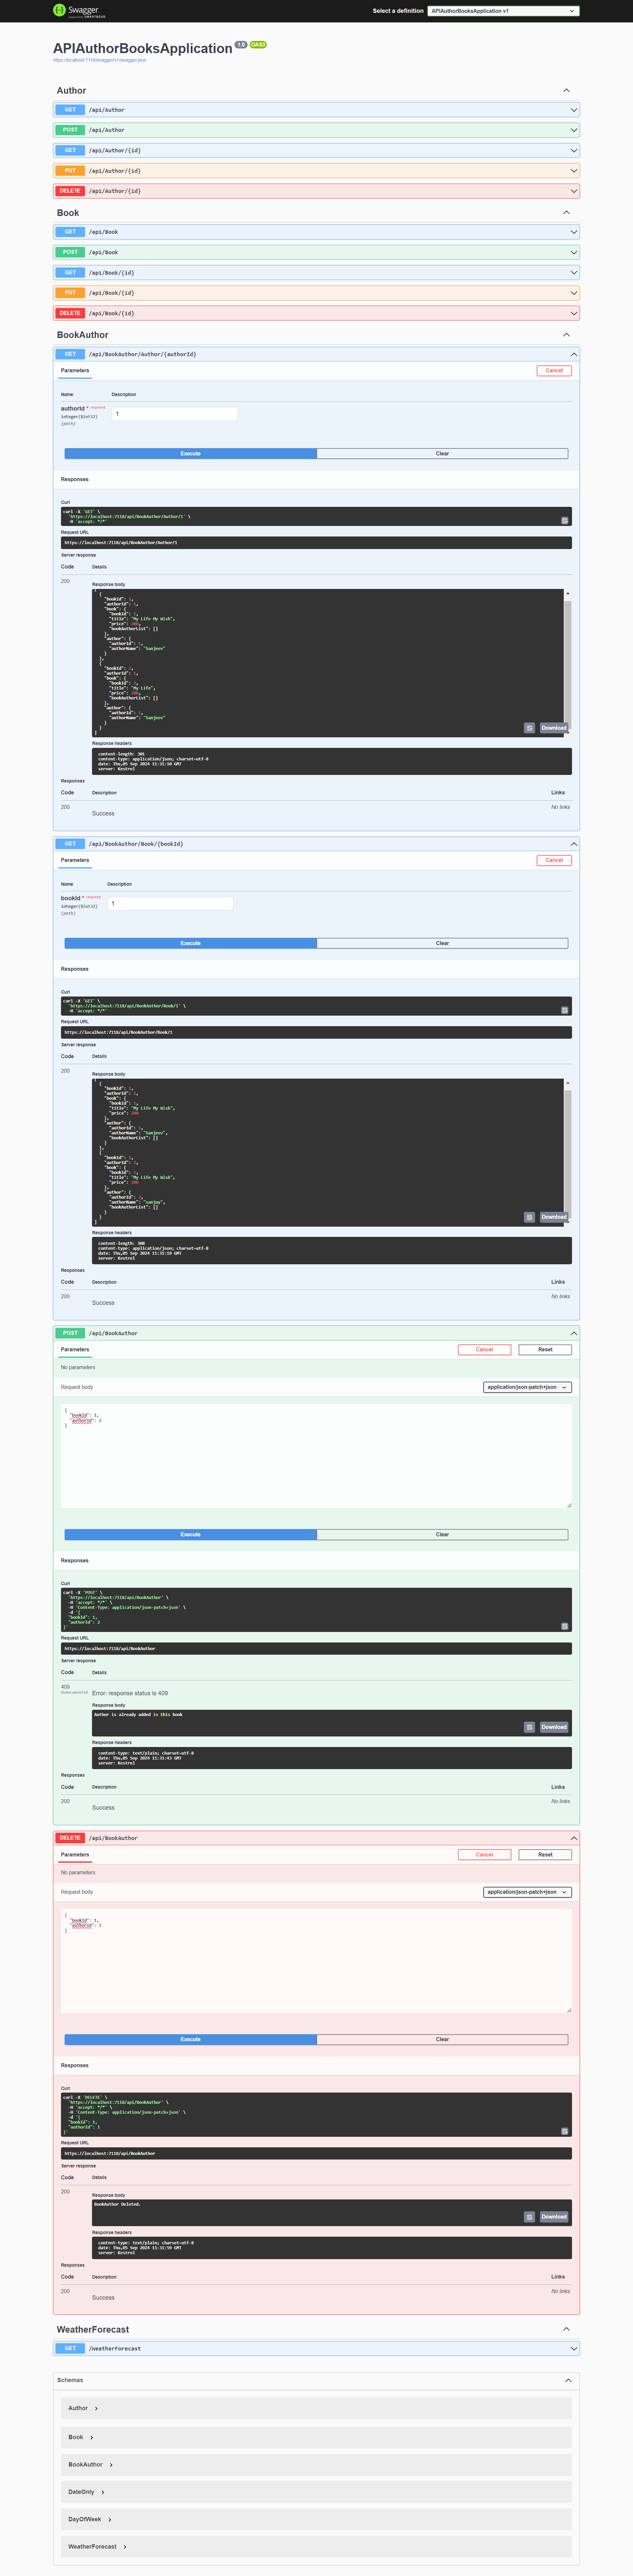 Swagger
Supported by SMARTBEAR
Select a definition
APIAuthorBooksApplication v1
APIAuthorBooksApplication 1.0 OAS3
https://localhost:7118/swagger/v1/swagger.json
Author
GET /api/Author
POST /api/Author
GET /api/Author/{id}
PUT /api/Author/{id}
DELETE /api/Author/{id}
Book
GET /api/Book
POST /api/Book
GET /api/Book/{id}
PUT /api/Book/{id}
DELETE /api/Book/{id}
BookAuthor
GET /api/BookAuthor/Author/{authorId}
Parameters Cancel
Name Description
authorId * required
integer($int32)
(path)
1
Execute Clear
Responses
Curl
curl -X 'GET' \
'https://localhost:7118/api/BookAuthor/Author/1' \
-H 'accept: */*'
Request URL
https://localhost:7118/api/BookAuthor/Author/1
Server response
Code Details
200
Response body
{
"bookId": 1,
"authorId": 1,
"book": {
"bookId": 1,
"title": "My Life My Wish",
"price": 200,
"bookAuthorList": []
},
"author": {
"authorId": 1,
"authorName": "Sanjeev"
}
},
{
"bookId":
"authorId": 1,
"book": {
"bookId":
"title": "My Life",
"price":
"bookAuthorList": []
},
"author": {
"authorId": 1,
"authorName": "Sanjeev"
}
}
]
Download
Response headers
content-length: 301
content-type: application/json; charset=utf-8
date: Thu,05 Sep 2024 11:31:10 GMT
server: Kestrel
Responses
Code Description Links
200
Success
No links
GET /api/BookAuthor/Book/{bookId}
Parameters Cancel
Name Description
bookId * required
integer($int32)
(path)
1
Execute Clear
Responses
Curl
curl -X 'GET' \
'https://localhost:7118/api/BookAuthor/Book/1' \
-H 'accept: */*'
Request URL
https://localhost:7118/api/BookAuthor/Book/1
Server response
Code Details
200
Response body
{
"bookId": 1,
"authorId": 1,
"book": {
"bookId": 1,
"title": "My Life My Wish",
"price": 200
},
"author": {
"authorId": 1,
"authorName": "Sanjeev",
"bookAuthorList": []
}
},
{
"bookId": 1,
"authorId": 2,
"book": {
"bookId": 1,
"title": "My Life My Wish",
"price": 200
},
"author": {
"authorId": 2,
"authorName": "sanjay",
"bookAuthorList": []
}
}
]
Download
Response headers
content-length: 308
content-type: application/json; charset=utf-8
date: Thu,05 Sep 2024 11:31:19 GMT
server: Kestrel
Responses
Code Description Links
200
Success
No links
POST /api/BookAuthor
Parameters Cancel Reset
No parameters
Request body application/json-patch+json
{
"bookId": 1,
"authorId": 2
}
Execute Clear
Responses
Curl
curl -X 'POST' \
'https://localhost:7118/api/BookAuthor' \
-H 'accept: */*' \
-H 'Content-Type: application/json-patch+json' \
-d '{
"bookId": 1,
"authorId": 2
}'
Request URL
https://localhost:7118/api/BookAuthor
Server response
Code Details
409
Undocumented
Error: response status is 409
Response body
Author is already added in this book
Download
Response headers
content-type: text/plain; charset=utf-8
date: Thu,05 Sep 2024 11:31:43 GMT
server: Kestrel
Responses
Code Description Links
200
Success
No links
DELETE /api/BookAuthor
Parameters Cancel Reset
No parameters
Request body application/json-patch+json
{
"bookId": 1,
"authorId": 1
}
Execute Clear
Responses
Curl
curl -X 'DELETE' \
'https://localhost:7118/api/BookAuthor' \
-H 'accept: */*' \
-H 'Content-Type: application/json-patch+json' \
-d '{
"bookId": 1,
"authorId": 1
}'
Request URL
https://localhost:7118/api/BookAuthor
Server response
Code Details
200
Response body
BookAuthor Deleted.
Download
Response headers
content-type: text/plain; charset=utf-8
date: Thu,05 Sep 2024 11:31:59 GMT
server: Kestrel
Responses
Code Description Links
200
Success
No links
WeatherForecast
GET /WeatherForecast
Schemas
Author
Book
BookAuthor
DateOnly
DayOfWeek
WeatherForecast